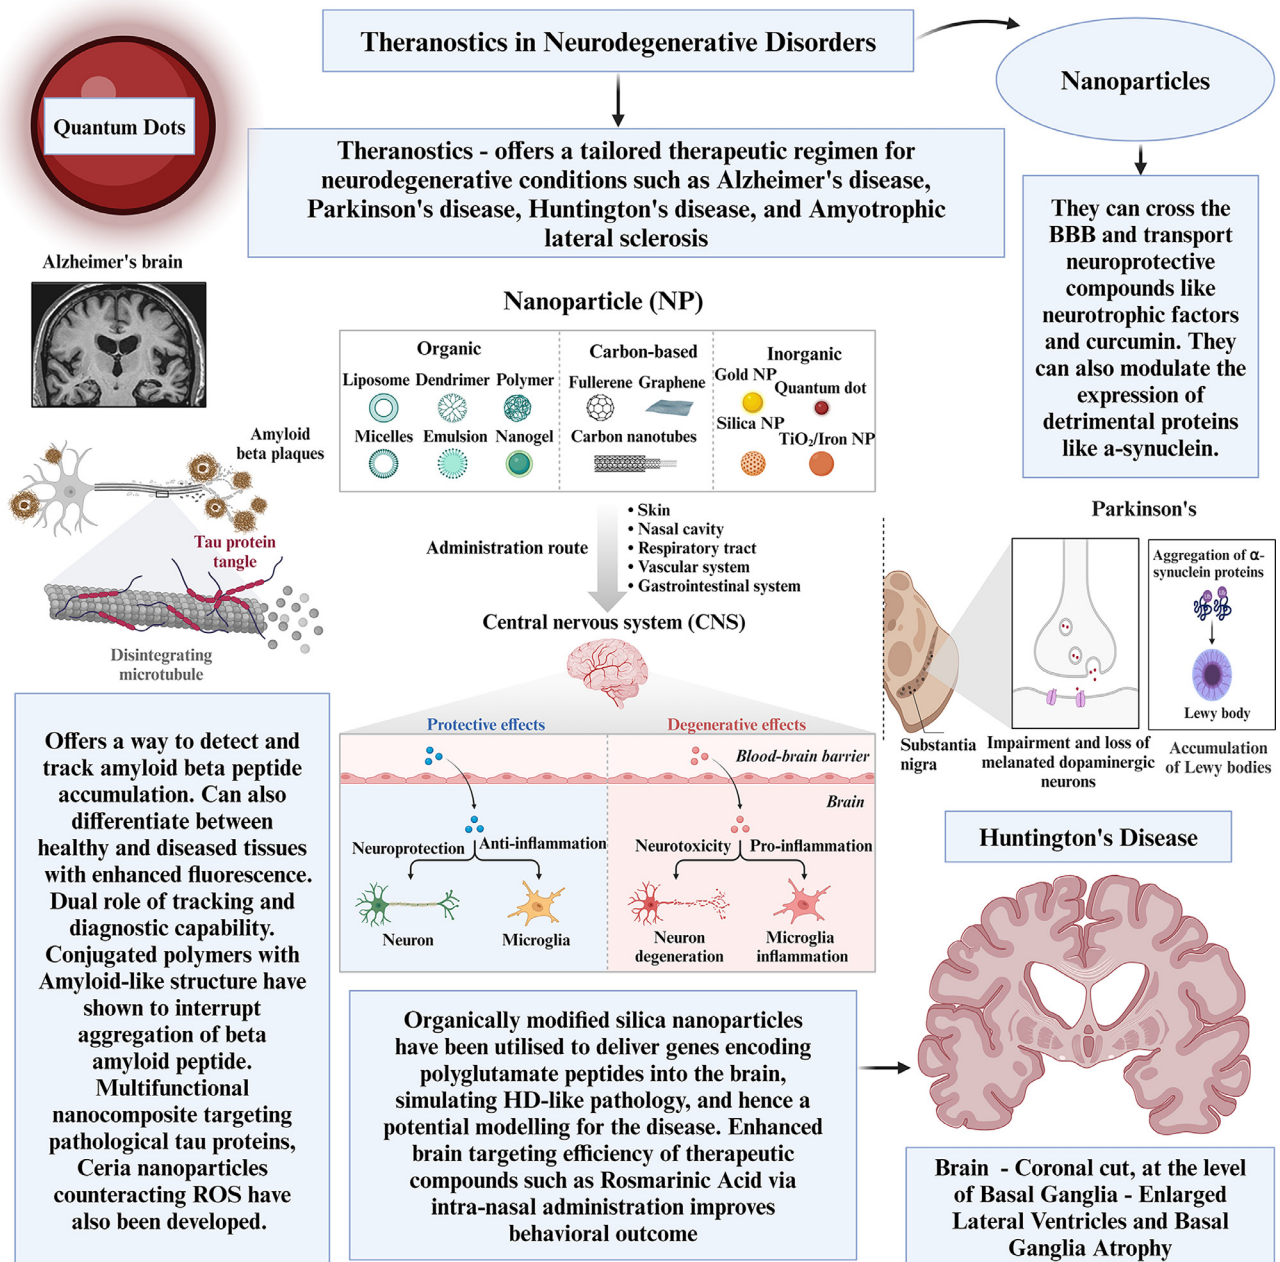 Theranostics in Neurodegenerative Disorders
Nanoparticles
Quantum Dots
Theranostics - offers a tailored therapeutic regimen for
neurodegenerative conditions such as Alzheimer's disease,
Parkinson's disease, Huntington's disease, and Amyotrophic
lateral sclerosis
They can cross the
BBB and transport
neuroprotective
compounds like
neurotrophic factors
and curcumin. They
can also modulate the
expression of
detrimental proteins
like a-synuclein.
Alzheimer's brain
Amyloid
beta plaques
Tau protein
tangle
Disintegrating
microtubule
Nanoparticle (NP)
Organic
Liposome Dendrimer Polymer
Micelles Emulsion Nanogel
Carbon-based
Fullerene Graphene
Carbon nanotubes
Inorganic
Gold NP
Quantum dot
Silica NP
TiO₂/Iron NP
Administration route
• Skin
• Nasal cavity
• Respiratory tract
• Vascular system
• Gastrointestinal system
Central nervous system (CNS)
Protective effects
Degenerative effects
Blood-brain barrier
Brain
Neuroprotection
Anti-inflammation
Neurotoxicity
Pro-inflammation
Neuron
Microglia
Neuron
degeneration
Microglia
inflammation
Parkinson's
Aggregation of α-
synuclein proteins
Lewy body
Substantia
nigra
Impairment and loss of
melanated dopaminergic
neurons
Accumulation
of Lewy bodies
Offers a way to detect and
track amyloid beta peptide
accumulation. Can also
differentiate between
healthy and diseased tissues
with enhanced fluorescence.
Dual role of tracking and
diagnostic capability.
Conjugated polymers with
Amyloid-like structure have
shown to interrupt
aggregation of beta
amyloid peptide.
Multifunctional
nanocomposite targeting
pathological tau proteins,
Ceria nanoparticles
counteracting ROS have
also been developed.
Organically modified silica nanoparticles
have been utilised to deliver genes encoding
polyglutamate peptides into the brain,
simulating HD-like pathology, and hence a
potential modelling for the disease. Enhanced
brain targeting efficiency of therapeutic
compounds such as Rosmarinic Acid via
intra-nasal administration improves
behavioral outcome
Huntington's Disease
Brain - Coronal cut, at the level
of Basal Ganglia - Enlarged
Lateral Ventricles and Basal
Ganglia Atrophy